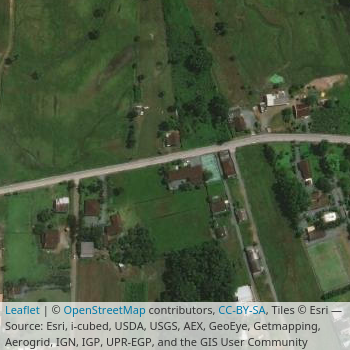 Leaflet | © OpenStreetMap contributors, CC-BY-SA, Tiles © Esri —
Source: Esri, i-cubed, USDA, USGS, AEX, GeoEye, Getmapping,
Aerogrid, IGN, IGP, UPR-EGP, and the GIS User Community